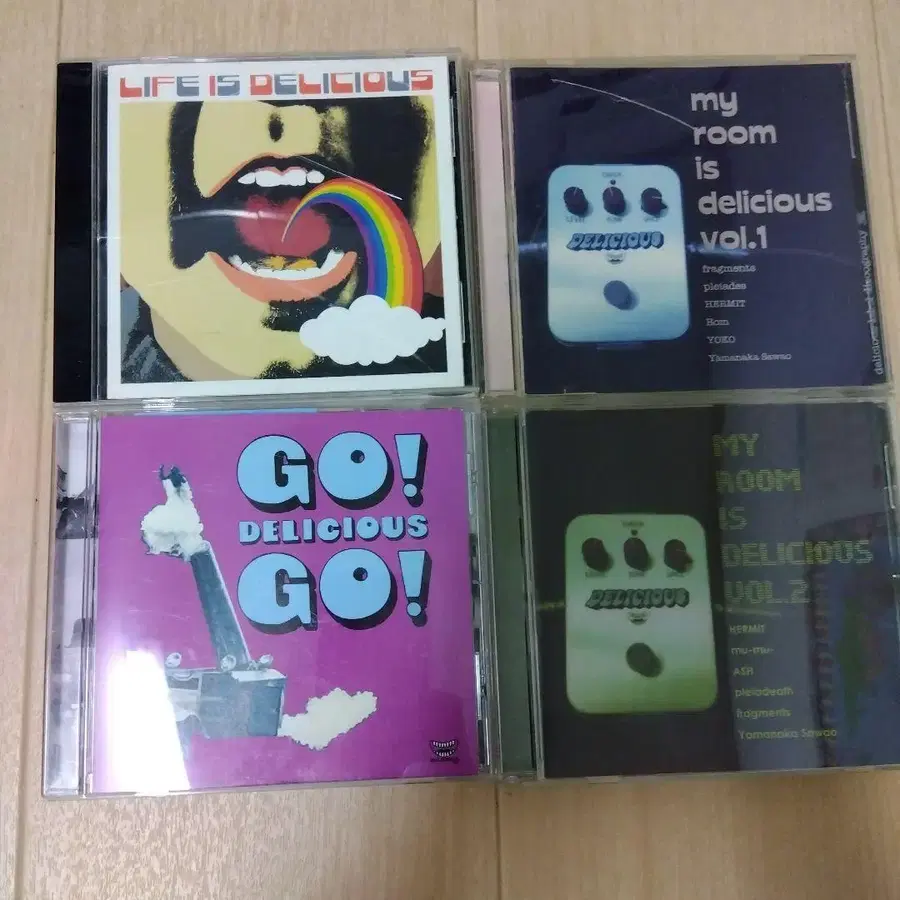 LIFE IS DELICIOUS
my
room
is
delicious
vol.1
DELICIOUS
fragments
pleiades
HERMIT
Bom
YOKO
Yamanaka Sawao
GO!
DELICIOUS
GO!
MY
ROOM
IS
DELICIOUS
VOL.2
DELICIOUS
HERMIT
mu-mu-
ASH
pleiadeath
fragments
Yamanaka Sawao